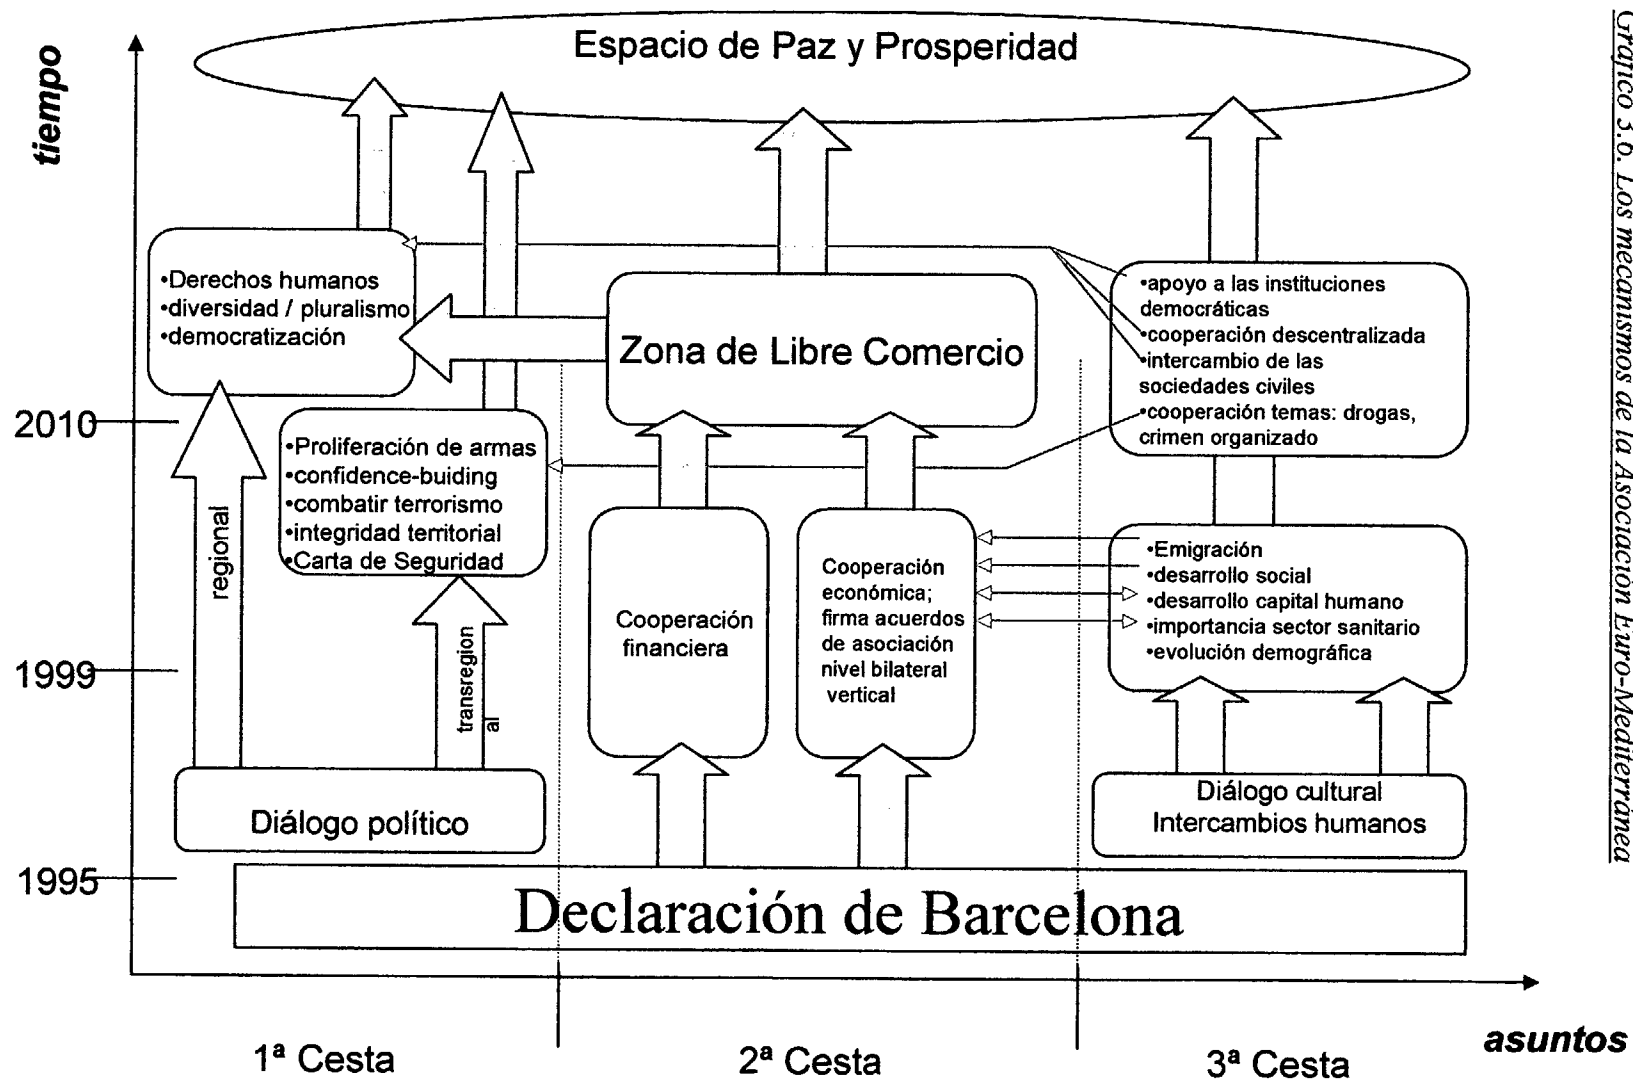 Gráfico 3.6. Los mecanismos de la Asociación Euro-Mediterránea
tiempo
Espacio de Paz y Prosperidad
•Derechos humanos
•diversidad / pluralismo
•democratización
Zona de Libre Comercio
•apoyo a las instituciones
democráticas
•cooperación descentralizada
•intercambio de las
sociedades civiles
•cooperación temas: drogas,
crimen organizado
2010
•Proliferación de armas
•confidence-buiding
•combatir terrorismo
•integridad territorial
•Carta de Seguridad
regional
transregion
al
Cooperación
financiera
Cooperación
económica;
firma acuerdos
de asociación
nivel bilateral
vertical
•Emigración
•desarrollo social
•desarrollo capital humano
•importancia sector sanitario
•evolución demográfica
1999
Diálogo político
Diálogo cultural
Intercambios humanos
1995
Declaración de Barcelona
1ª Cesta
2ª Cesta
3ª Cesta
asuntos